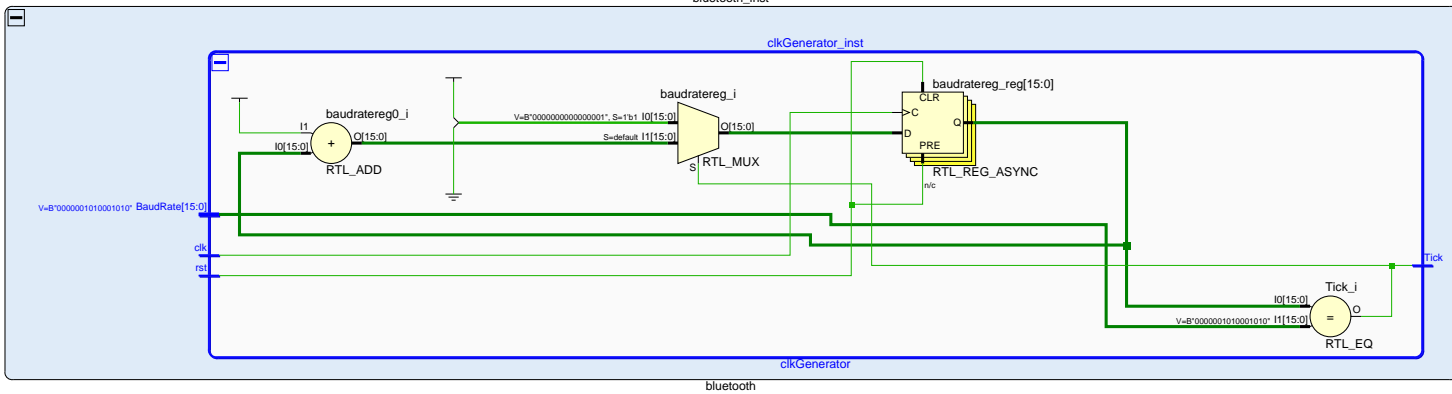 bluetooth_inst
clkGenerator_inst
baudratereg0_i
I1
I0[15:0]
+
O[15:0]
RTL_ADD
baudratereg_i
V=B"0000000000000001", S=1'b1 I0[15:0]
S=default I1[15:0]
O[15:0]
S
RTL_MUX
baudratereg_reg[15:0]
CLR
C
D
Q
PRE
RTL_REG_ASYNC
n/c
V=B"0000001010001010" BaudRate[15:0]
clk
rst
Tick
Tick_i
I0[15:0]
V=B"0000001010001010" I1[15:0]
=
O
RTL_EQ
clkGenerator
bluetooth